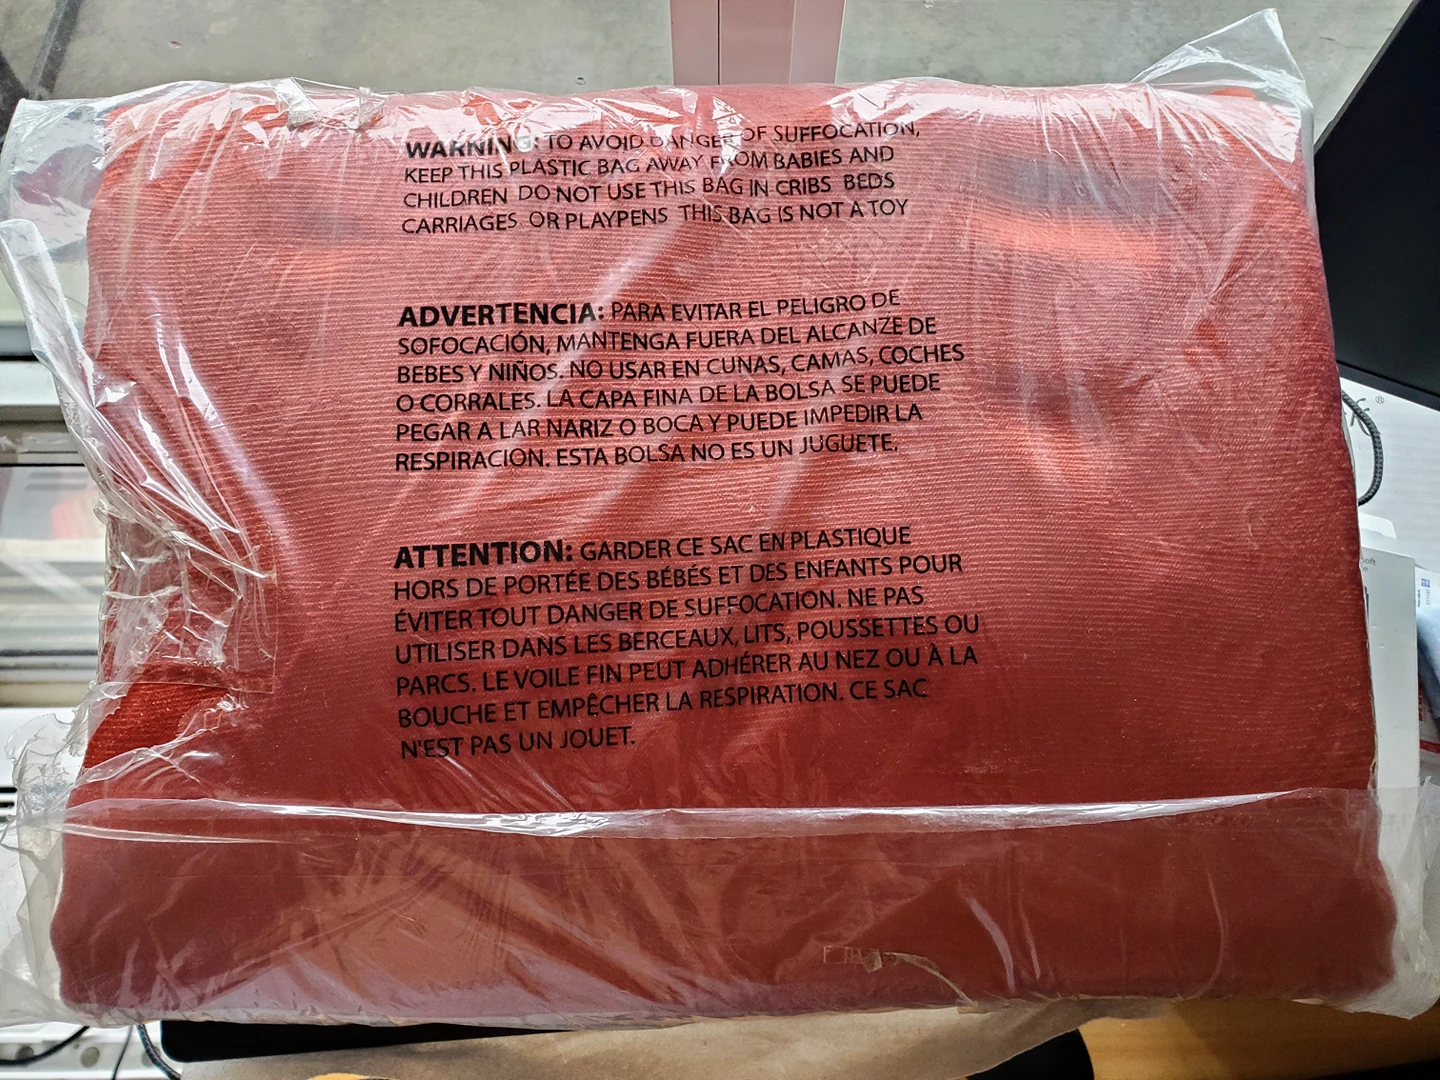 WARNING: TO AVOID DANGER OF SUFFOCATION,
KEEP THIS PLASTIC BAG AWAY FROM BABIES AND
CHILDREN DO NOT USE THIS BAG IN CRIBS BEDS
CARRIAGES OR PLAYPENS THIS BAG IS NOT A TOY
ADVERTENCIA: PARA EVITAR EL PELIGRO DE
SOFOCACIÓN, MANTENGA FUERA DEL ALCANZE DE
BEBES Y NIÑOS. NO USAR EN CUNAS, CAMAS, COCHES
O CORRALES. LA CAPA FINA DE LA BOLSA SE PUEDE
PEGAR A LAR NARIZ O BOCA Y PUEDE IMPEDIR LA
RESPIRACION. ESTA BOLSA NO ES UN JUGUETE.
ATTENTION: GARDER CE SAC EN PLASTIQUE
HORS DE PORTÉE DES BÉBÉS ET DES ENFANTS POUR
ÉVITER TOUT DANGER DE SUFFOCATION. NE PAS
UTILISER DANS LES BERCEAUX, LITS, POUSSETTES OU
PARCS. LE VOILE FIN PEUT ADHÉRER AU NEZ OU À LA
BOUCHE ET EMPÊCHER LA RESPIRATION. CE SAC
N'EST PAS UN JOUET.